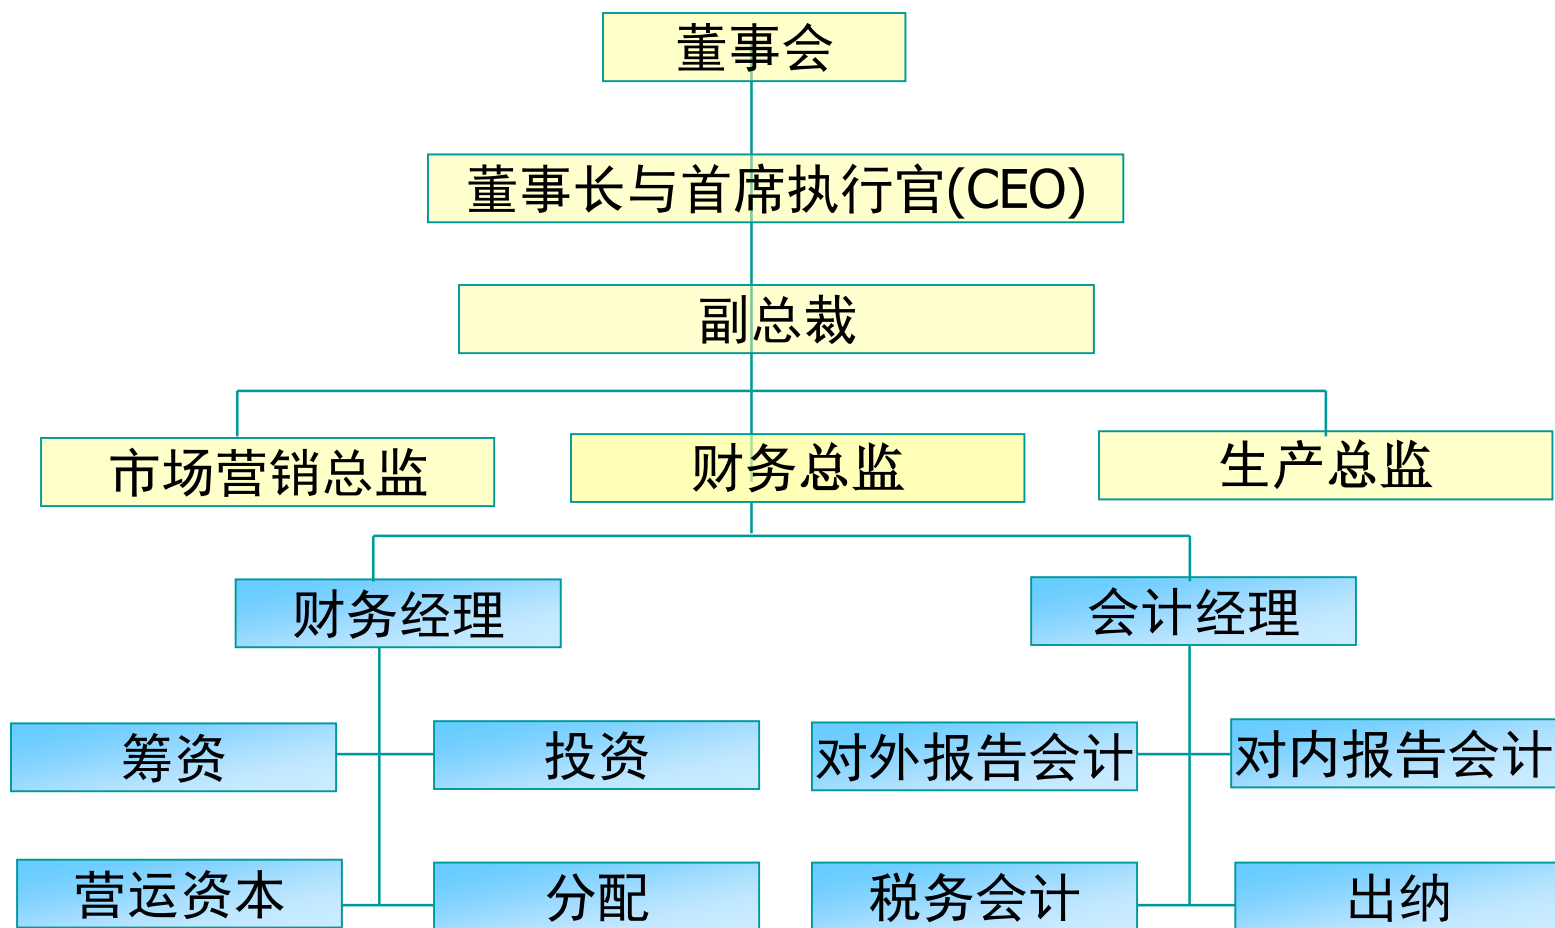 董事会
董事长与首席执行官(CEO)
副总裁
市场营销总监
财务总监
生产总监
财务经理
会计经理
筹资
投资
对外报告会计
对内报告会计
营运资本
分配
税务会计
出纳